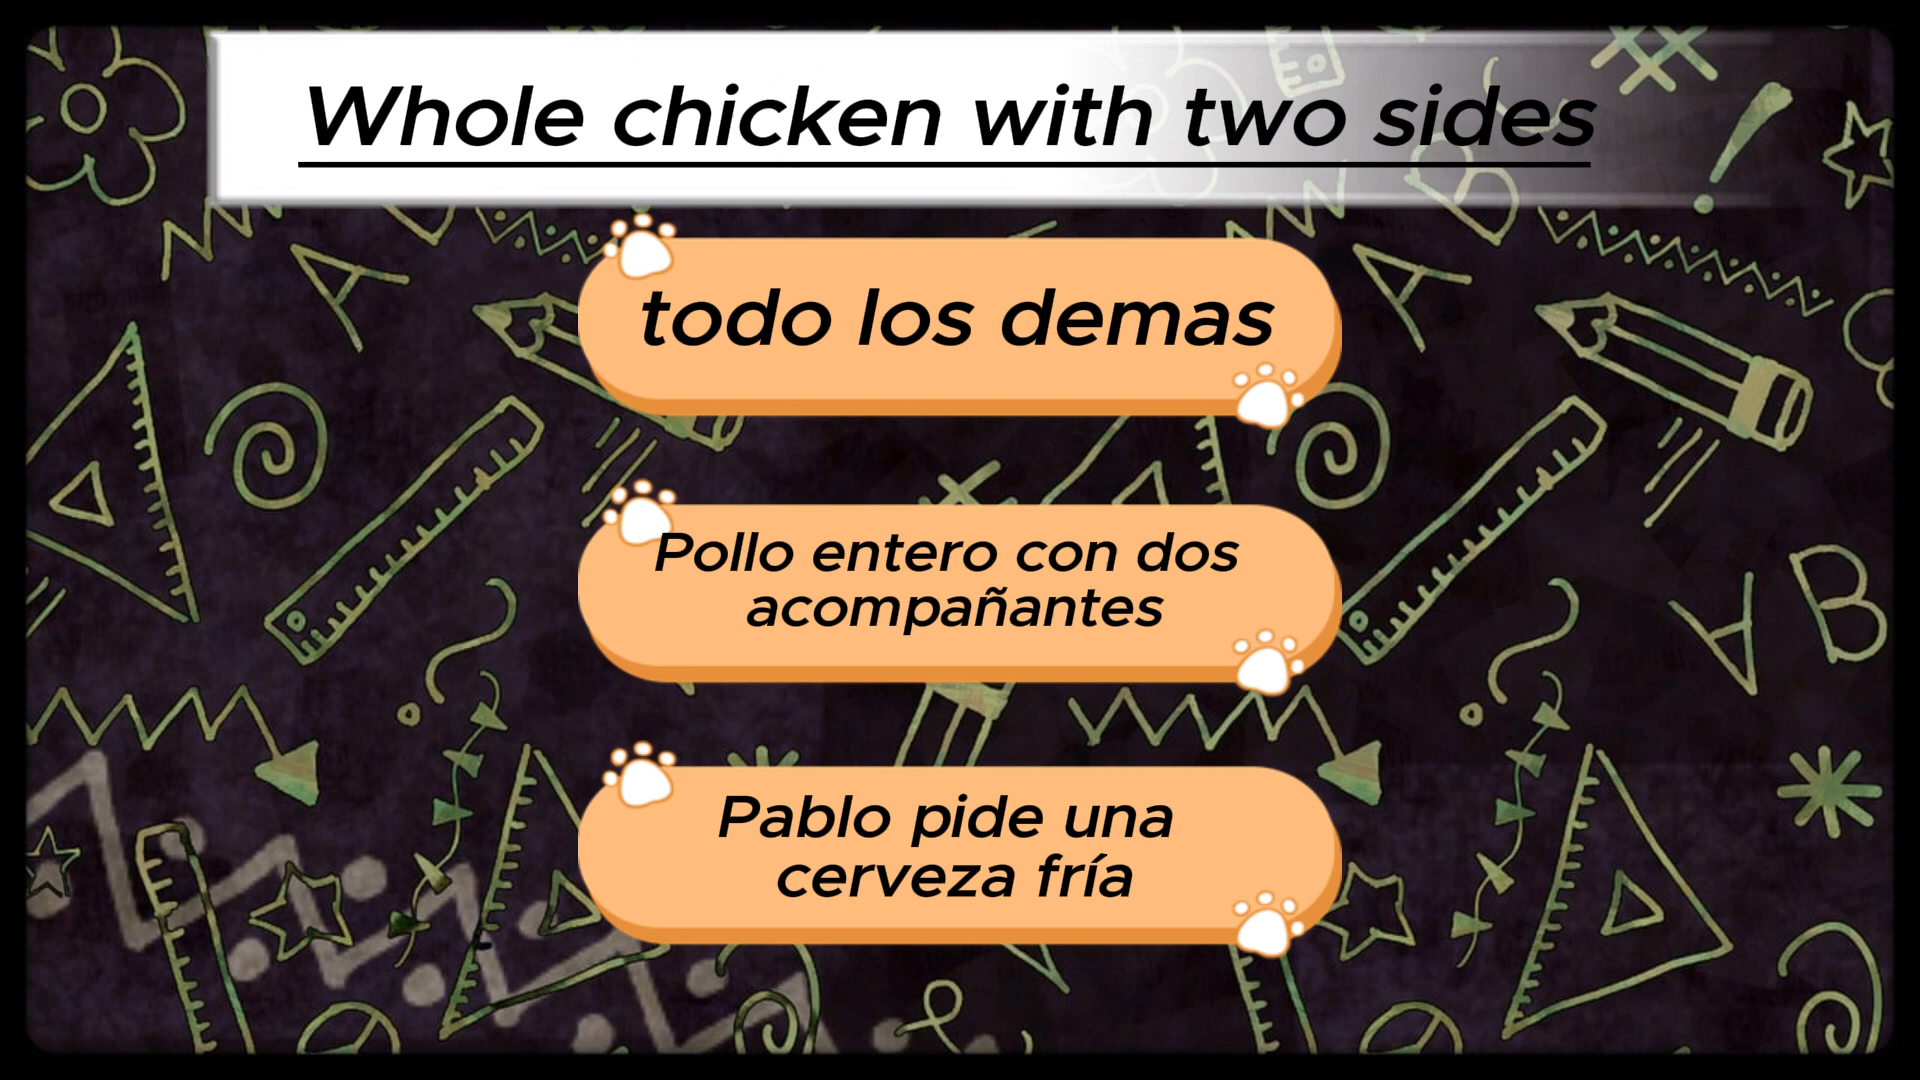 Whole chicken with two sides
todo los demas
Pollo entero con dos
acompañantes
Pablo pide una
cerveza fría